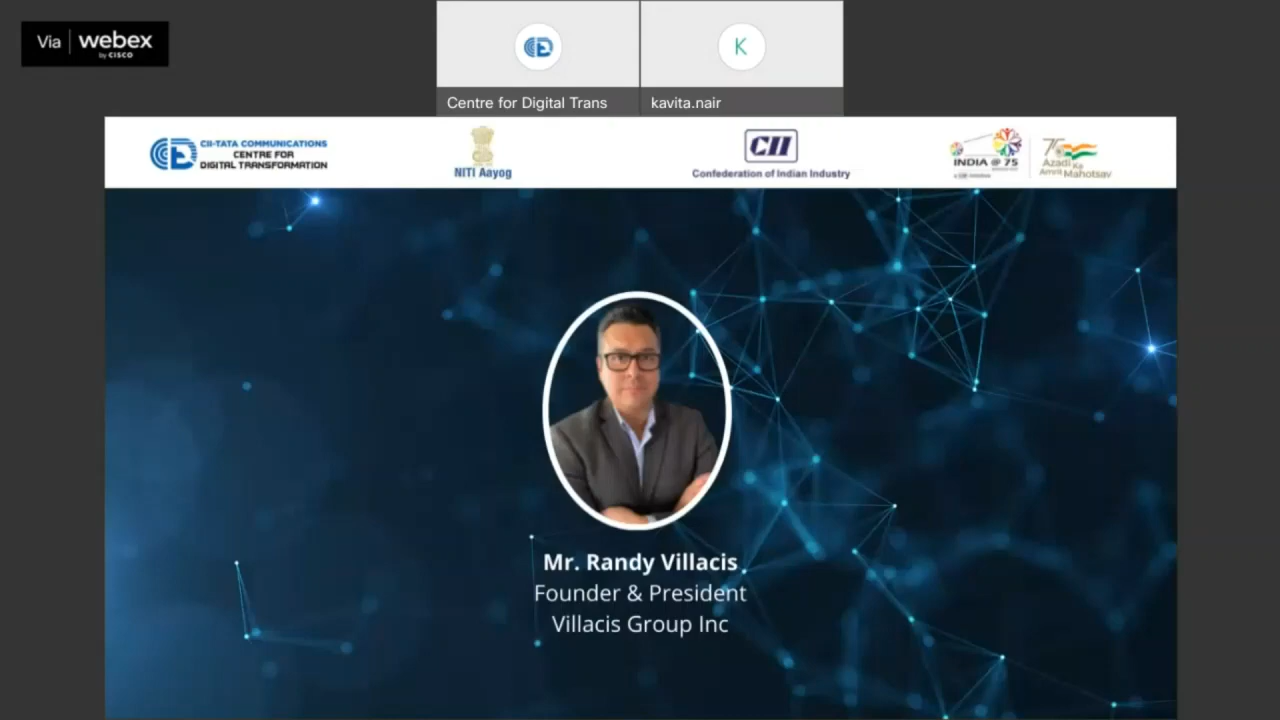 Via webex
by CISCO
Centre for Digital Trans
kavita.nair
K
CII-TATA COMMUNICATIONS
CENTRE FOR
DIGITAL TRANSFORMATION
NITI Aayog
CII
Confederation of Indian Industry
INDIA @ 75
Azadi Ka
Amrit Mahotsav
Mr. Randy Villacis
Founder & President
Villacis Group Inc